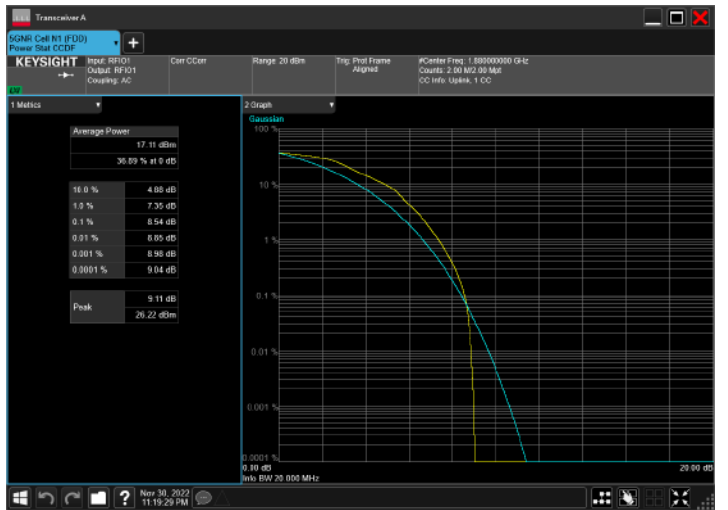 Transceiver A
5GNR Cell N1 (FDD)
Power Stat CCDF
KEYSIGHT
Input: RFIO1
Output: RFIO1
Coupling: AC
Corr CCorr
Range: 20 dBm
Trig: Prot Frame
Aligned
#Center Freq: 1.880000000 GHz
Counts: 2.00 M/2.00 Mpt
CC Info: Uplink, 1 CC
1 Metrics
Average Power
17.11 dBm
36.89 % at 0 dB
10.0 % 4.88 dB
1.0 % 7.35 dB
0.1 % 8.54 dB
0.01 % 8.85 dB
0.001 % 8.98 dB
0.0001 % 9.04 dB
Peak
9.11 dB
26.22 dBm
2 Graph
Gaussian
100 %
10 %
1 %
0.1 %
0.01 %
0.001 %
0.0001 %
0.00 dB
20.00 dB
Info BW 20.000 MHz
?
Nov 30, 2022
11:19:29 PM